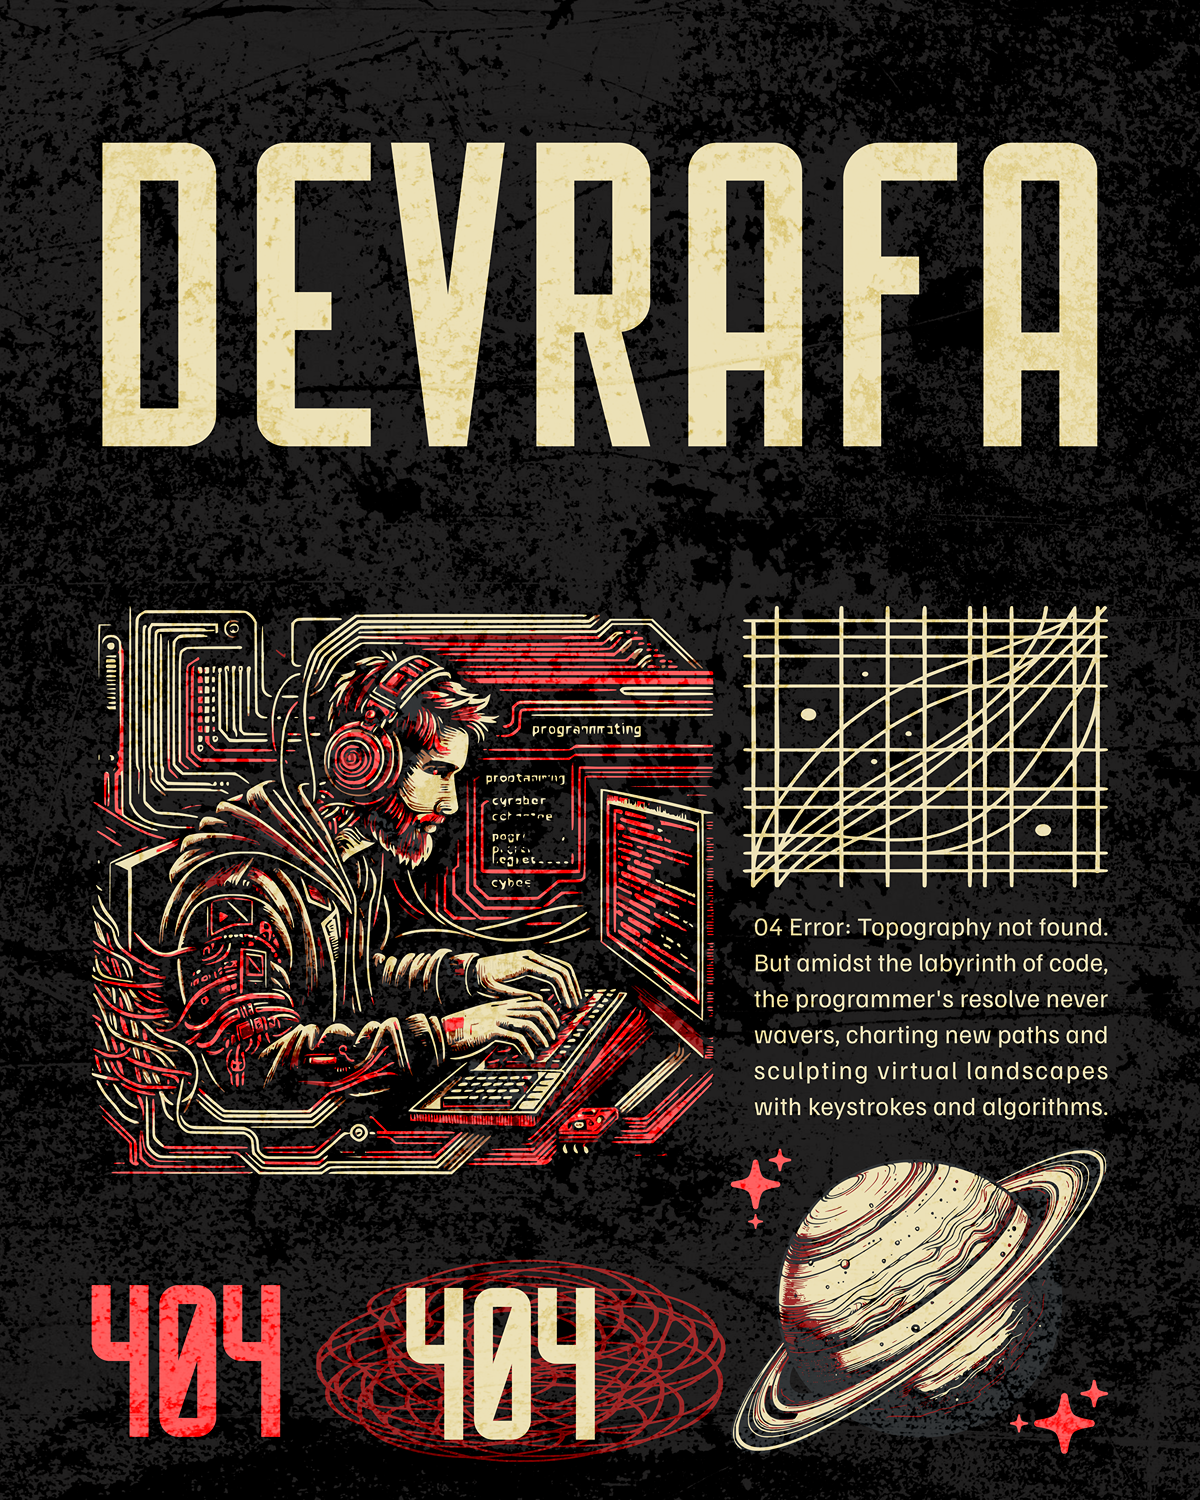 DEVRAFA
programmating
cyraber
cybee
04 Error: Topography not found.
But amidst the labyrinth of code,
the programmer's resolve never
wavers, charting new paths and
sculpting virtual landscapes
with keystrokes and algorithms.
404
404